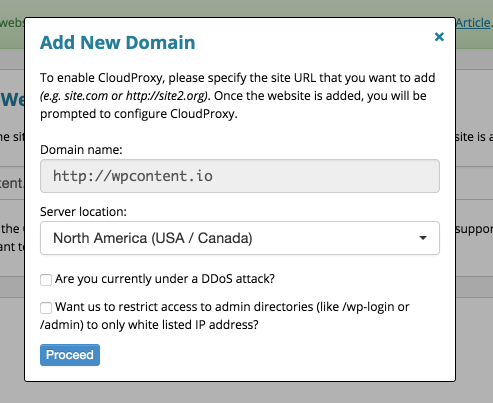 webs
Article.
Add New Domain
×
To enable CloudProxy, please specify the site URL that you want to add
(e.g. site.com or http://site2.org). Once the website is added, you will be
prompted to configure CloudProxy.
We
e sit
site is a
Domain name:
http://wpcontent.io
tent.
Server location:
North America (USA / Canada)
the C
suppor
ant to
Are you currently under a DDoS attack?
Want us to restrict access to admin directories (like /wp-login or
/admin) to only white listed IP address?
Proceed